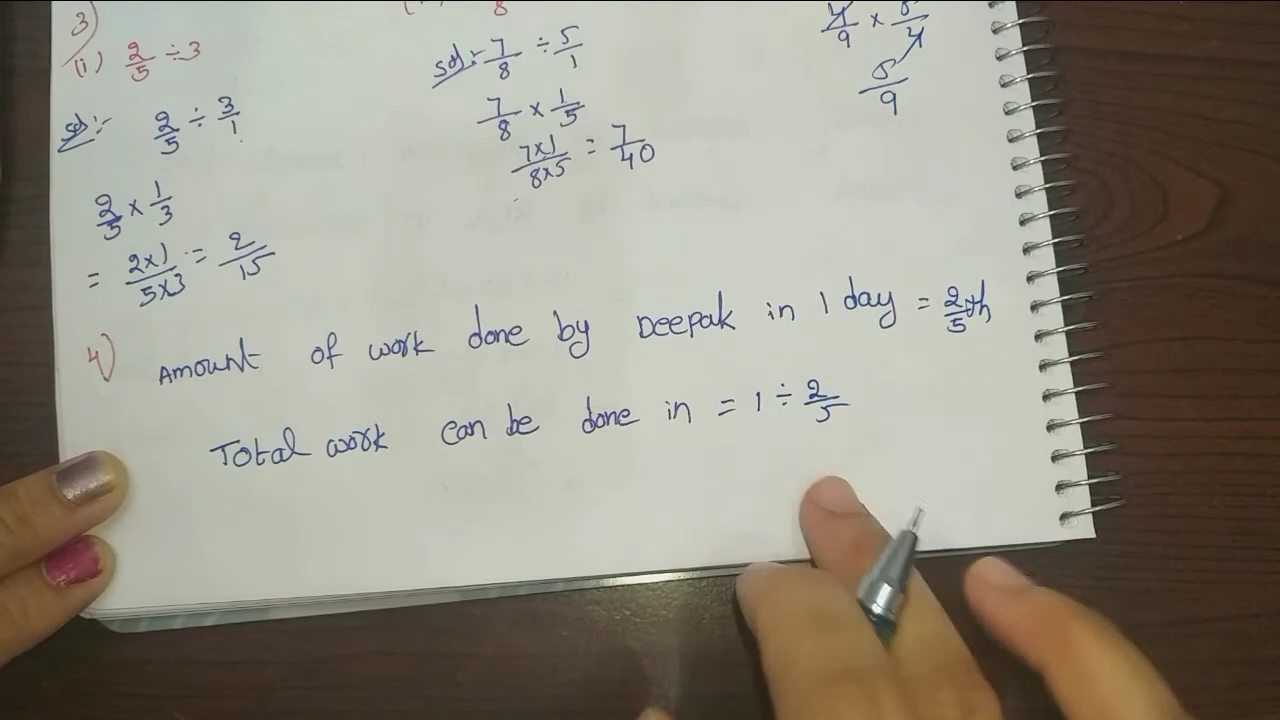 3)
(i) 2/5 ÷ 3
Sol:- 2/5 ÷ 3/1
2/5 × 1/3
= 2×1/5×3 = 2/15
8
Sol:- 7/8 ÷ 5/1
7/8 × 1/5
7×1/8×5 = 7/40
4/9 × 5/4
5/9
4) Amount of work done by Deepak in 1 day = 2/5th
Total work can be done in = 1 ÷ 2/5